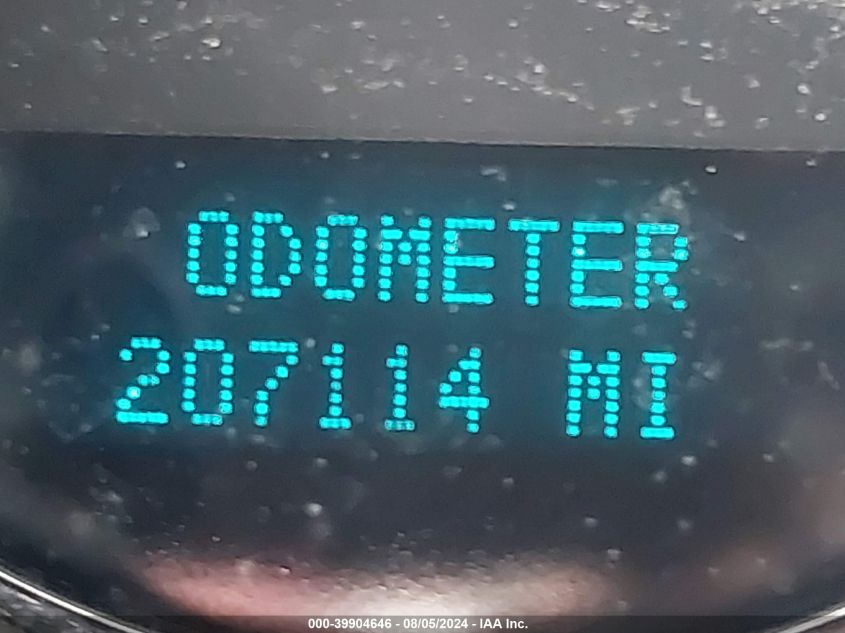 ODOMETER
207114 MI
000-39904646 - 08/05/2024 - IAA Inc.